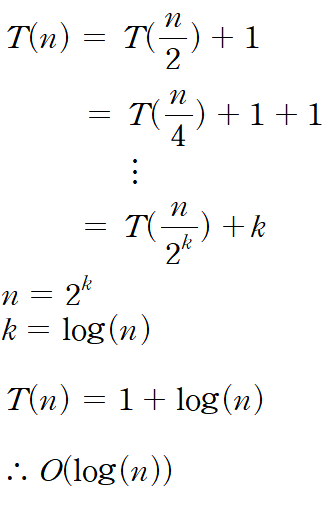 T(n) = T(n/2) + 1
= T(n/4) + 1 + 1
⋮
= T(n/2^k) + k
n = 2^k
k = log(n)
T(n) = 1 + log(n)
∴ O(log(n))